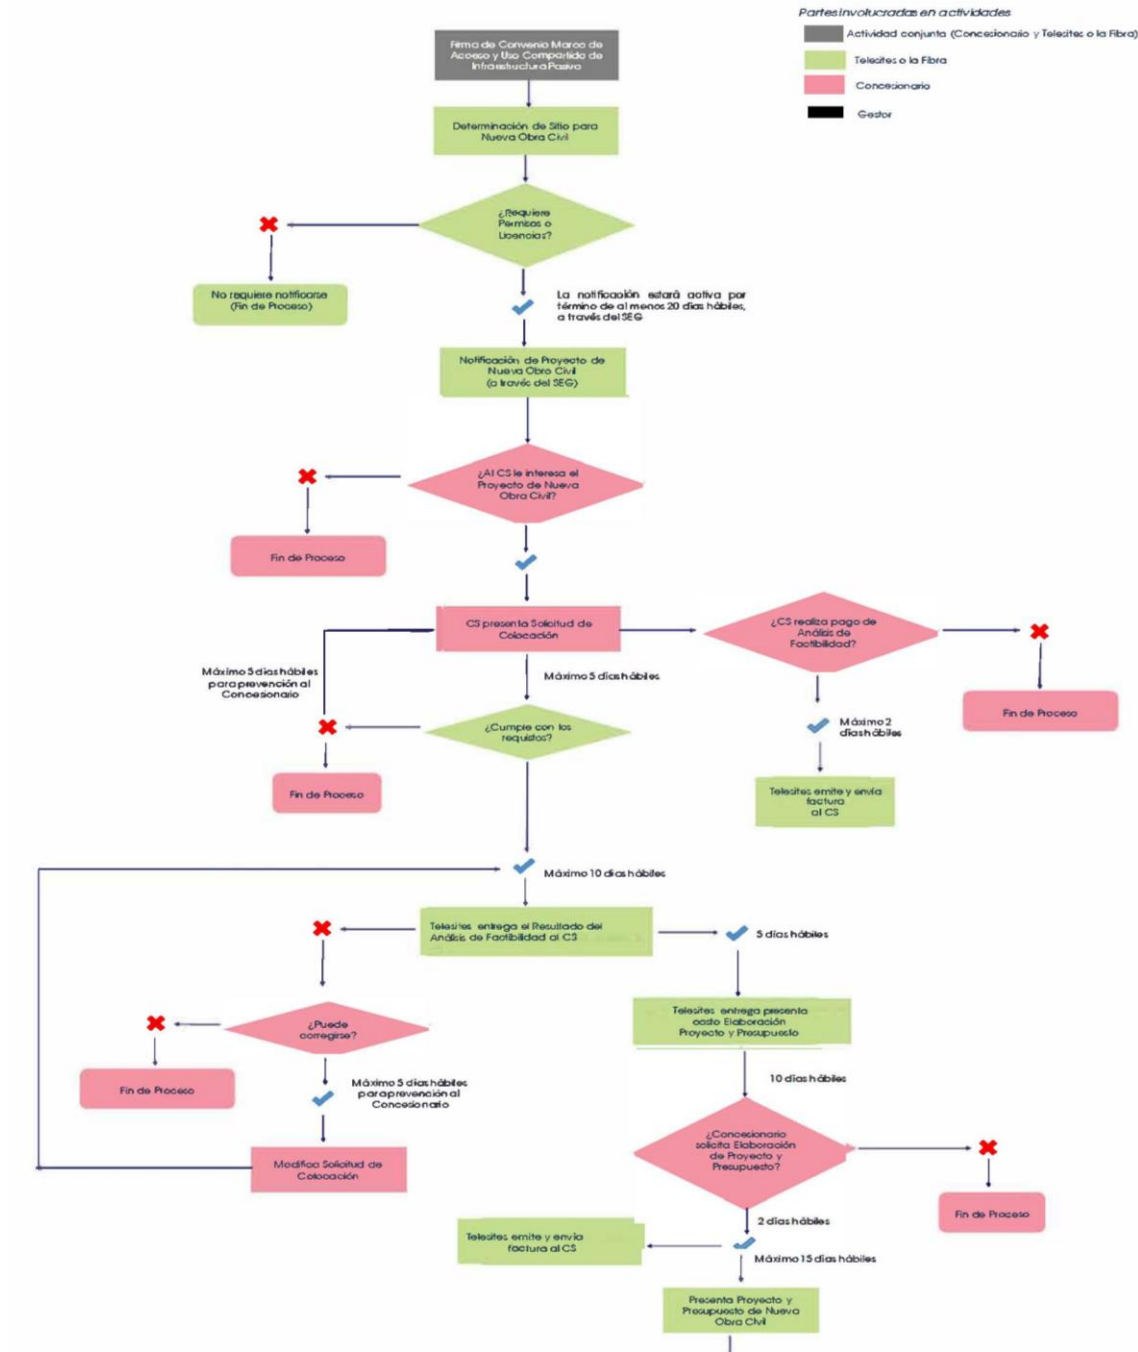 Partes involucradas en actividades
Actividad conjunta (Concesionario y Telesites o la Fibra)
Telesites o la Fibra
Concesionario
Gestor
Firma de Convenio Marco de
Acceso y Uso Compartido de
Infraestructura Pasiva
Determinación de Sitio para
Nueva Obra Civil
¿Requiere
Permisos o
Licencias?
No requiere notificarse
(Fin de Proceso)
La notificación estará activa por
término de al menos 20 días hábiles,
a través del SEG
Notificación de Proyecto de
Nueva Obra Civil
(a través del SEG)
¿Al CS le interesa el
Proyecto de Nueva
Obra Civil?
Fin de Proceso
CS presenta Solicitud de
Colocación
¿CS realiza pago de
Análisis de
Factibilidad?
Máximo 5 días hábiles
para prevención al
Concesionario
Máximo 5 días hábiles
Fin de Proceso
¿Cumple con los
requistos?
Máximo 2
días hábiles
Fin de Proceso
Telesites emite y envía
factura
al CS
Máximo 10 días hábiles
Telesites entrega el Resultado del
Análisis de Factibilidad al CS
5 días hábiles
Telesites entrega presenta
costo Elaboración
Proyecto y Presupuesto
¿Puede
corregirse?
Fin de Proceso
Máximo 5 días hábiles
para prevención al
Concesionario
10 días hábiles
Modifica Solicitud de
Colocación
¿Concesionario
solicita Elaboración
de Proyecto y
Presupuesto?
Fin de Proceso
2 días hábiles
Telesites emite y envía
factura al CS
Máximo 15 días hábiles
Presenta Proyecto y
Presupuesto de Nueva
Obra Civil